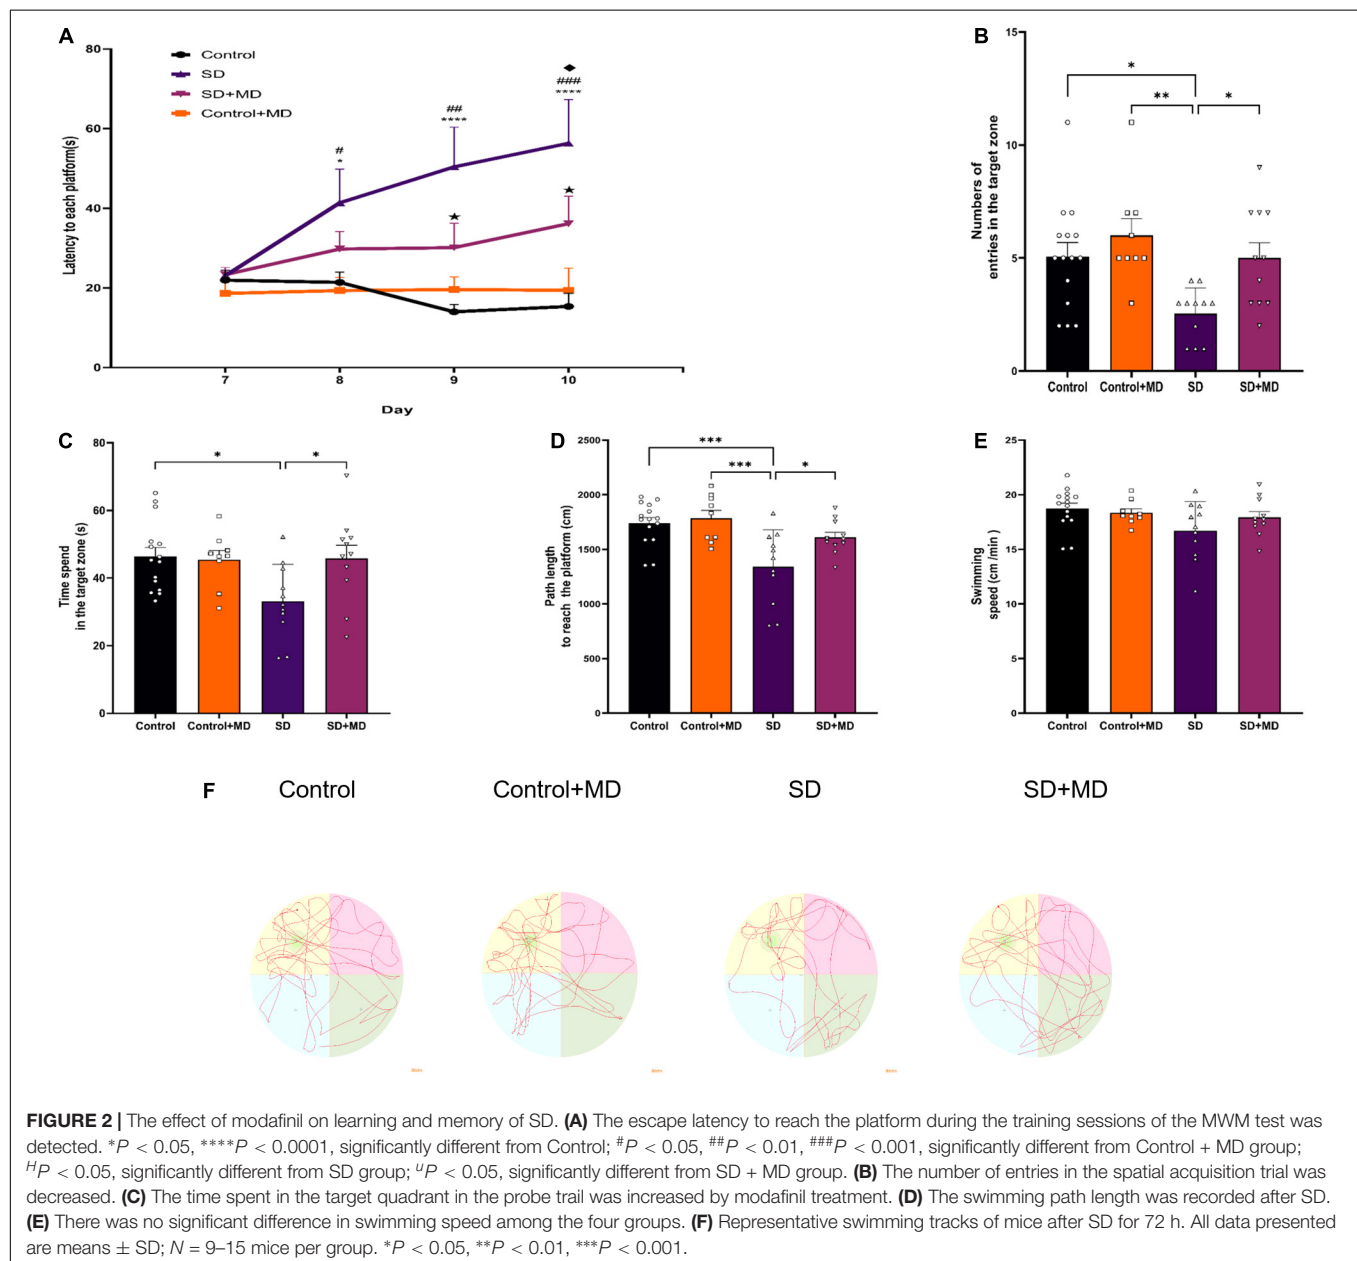 A
80
60
40
20
0
Latency to each platform(s)
Control
SD
SD+MD
Control+MD
#
*
##
****
###
****
7 8 9 10
Day
B
15
10
5
0
Numbers of
entries in the target zone
*
** *
Control Control+MD SD SD+MD
C
80
60
40
20
0
Time spend
in the target zone (s)
* *
Control Control+MD SD SD+MD
D
2500
2000
1500
1000
500
0
Path length
to reach the platform (cm)
***
*** *
Control Control+MD SD SD+MD
E
25
20
15
10
5
0
Swimming
speed (cm /min )
Control Control+MD SD SD+MD
F Control Control+MD SD SD+MD
FIGURE 2 | The effect of modafinil on learning and memory of SD. (A) The escape latency to reach the platform during the training sessions of the MWM test was
detected. *P < 0.05, ****P < 0.0001, significantly different from Control; #P < 0.05, ##P < 0.01, ###P < 0.001, significantly different from Control + MD group;
HP < 0.05, significantly different from SD group; uP < 0.05, significantly different from SD + MD group. (B) The number of entries in the spatial acquisition trial was
decreased. (C) The time spent in the target quadrant in the probe trail was increased by modafinil treatment. (D) The swimming path length was recorded after SD.
(E) There was no significant difference in swimming speed among the four groups. (F) Representative swimming tracks of mice after SD for 72 h. All data presented
are means ± SD; N = 9–15 mice per group. *P < 0.05, **P < 0.01, ***P < 0.001.